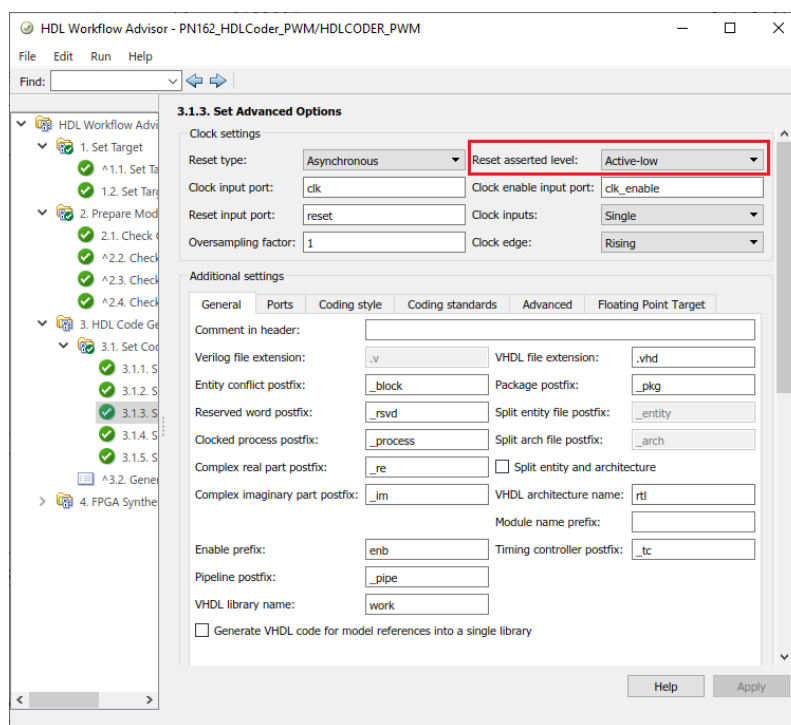 HDL Workflow Advisor - PN162_HDLCoder_PWM/HDLCODER_PWM
File Edit Run Help
Find:
HDL Workflow Advi
1. Set Target
^1.1. Set Ta
1.2. Set Targ
2. Prepare Mod
2.1. Check
^2.2. Check
^2.3. Check
^2.4. Check
3. HDL Code Ge
3.1. Set Coc
3.1.1. S
3.1.2. S
3.1.3. S
3.1.4. S
3.1.5. S
^3.2. Gener
4. FPGA Synthe
3.1.3. Set Advanced Options
Clock settings
Reset type: Asynchronous Reset asserted level: Active-low
Clock input port: clk Clock enable input port: clk_enable
Reset input port: reset Clock inputs: Single
Oversampling factor: 1 Clock edge: Rising
Additional settings
General Ports Coding style Coding standards Advanced Floating Point Target
Comment in header:
Verilog file extension: .v VHDL file extension: .vhd
Entity conflict postfix: _block Package postfix: _pkg
Reserved word postfix: _rsvd Split entity file postfix: _entity
Clocked process postfix: _process Split arch file postfix: _arch
Complex real part postfix: _re Split entity and architecture
Complex imaginary part postfix: _im VHDL architecture name: rtl
Module name prefix:
Enable prefix: enb Timing controller postfix: _tc
Pipeline postfix: _pipe
VHDL library name: work
Generate VHDL code for model references into a single library
Help Apply